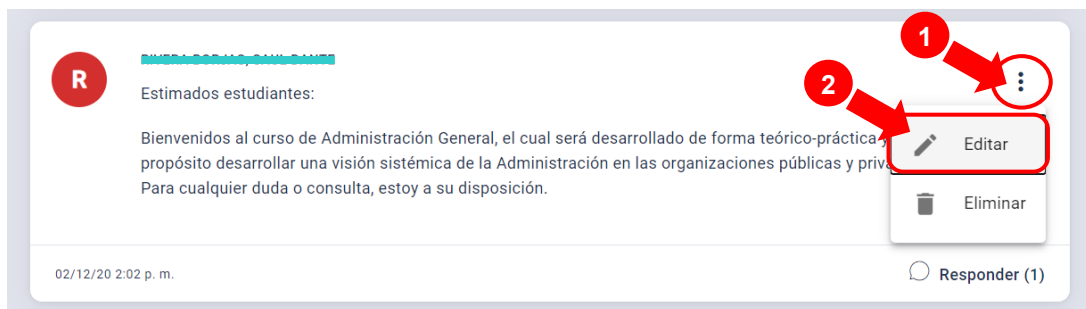 1
R
2
Estimados estudiantes:
Bienvenidos al curso de Administración General, el cual será desarrollado de forma teórico-práctica y
Editar
propósito desarrollar una visión sistémica de la Administración en las organizaciones públicas y priva
Para cualquier duda o consulta, estoy a su disposición.
Eliminar
02/12/20 2:02 p. m.
Responder (1)